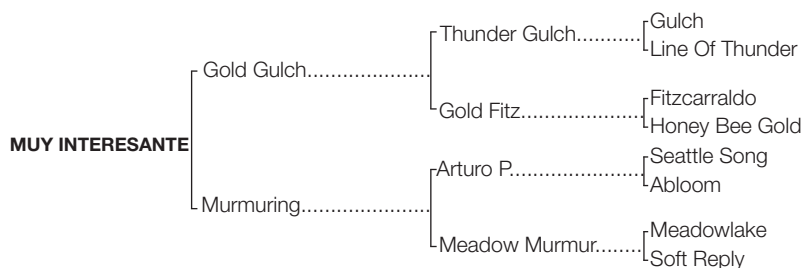 Gulch
Thunder Gulch...........
Line Of Thunder
Gold Gulch......................
Fitzcarraldo
Gold Fitz.....................
Honey Bee Gold
MUY INTERESANTE
Seattle Song
Arturo P.......................
Abloom
Murmuring.......................
Meadowlake
Meadow Murmur........
Soft Reply